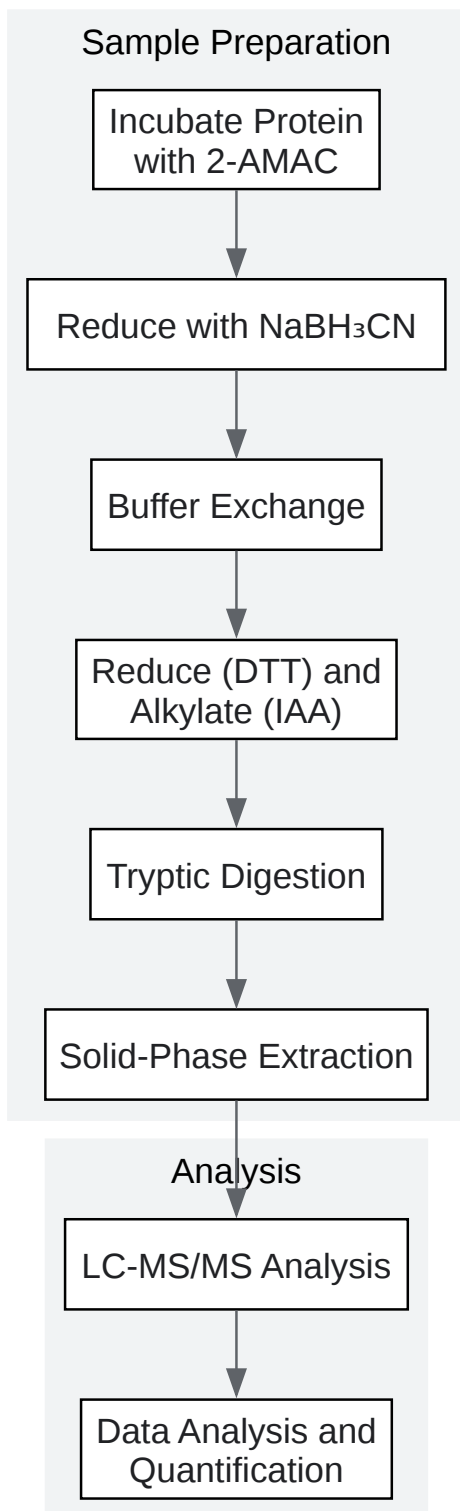 Sample Preparation
Incubate Protein
with 2-AMAC
Reduce with NaBH₃CN
Buffer Exchange
Reduce (DTT) and
Alkylate (IAA)
Tryptic Digestion
Solid-Phase Extraction
Analysis
LC-MS/MS Analysis
Data Analysis and
Quantification